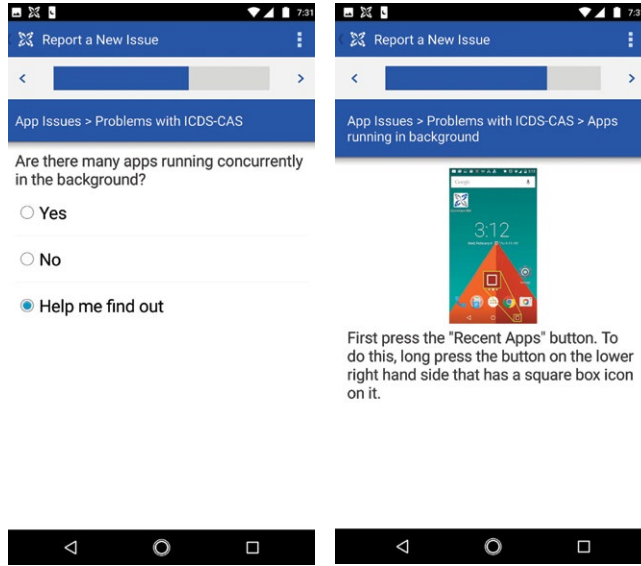 7:31
Report a New Issue
App Issues > Problems with ICDS-CAS
Are there many apps running concurrently
in the background?
Yes
No
Help me find out
Report a New Issue
App Issues > Problems with ICDS-CAS > Apps
running in background
Google
3:12
First press the "Recent Apps" button. To
do this, long press the button on the lower
right hand side that has a square box icon
on it.